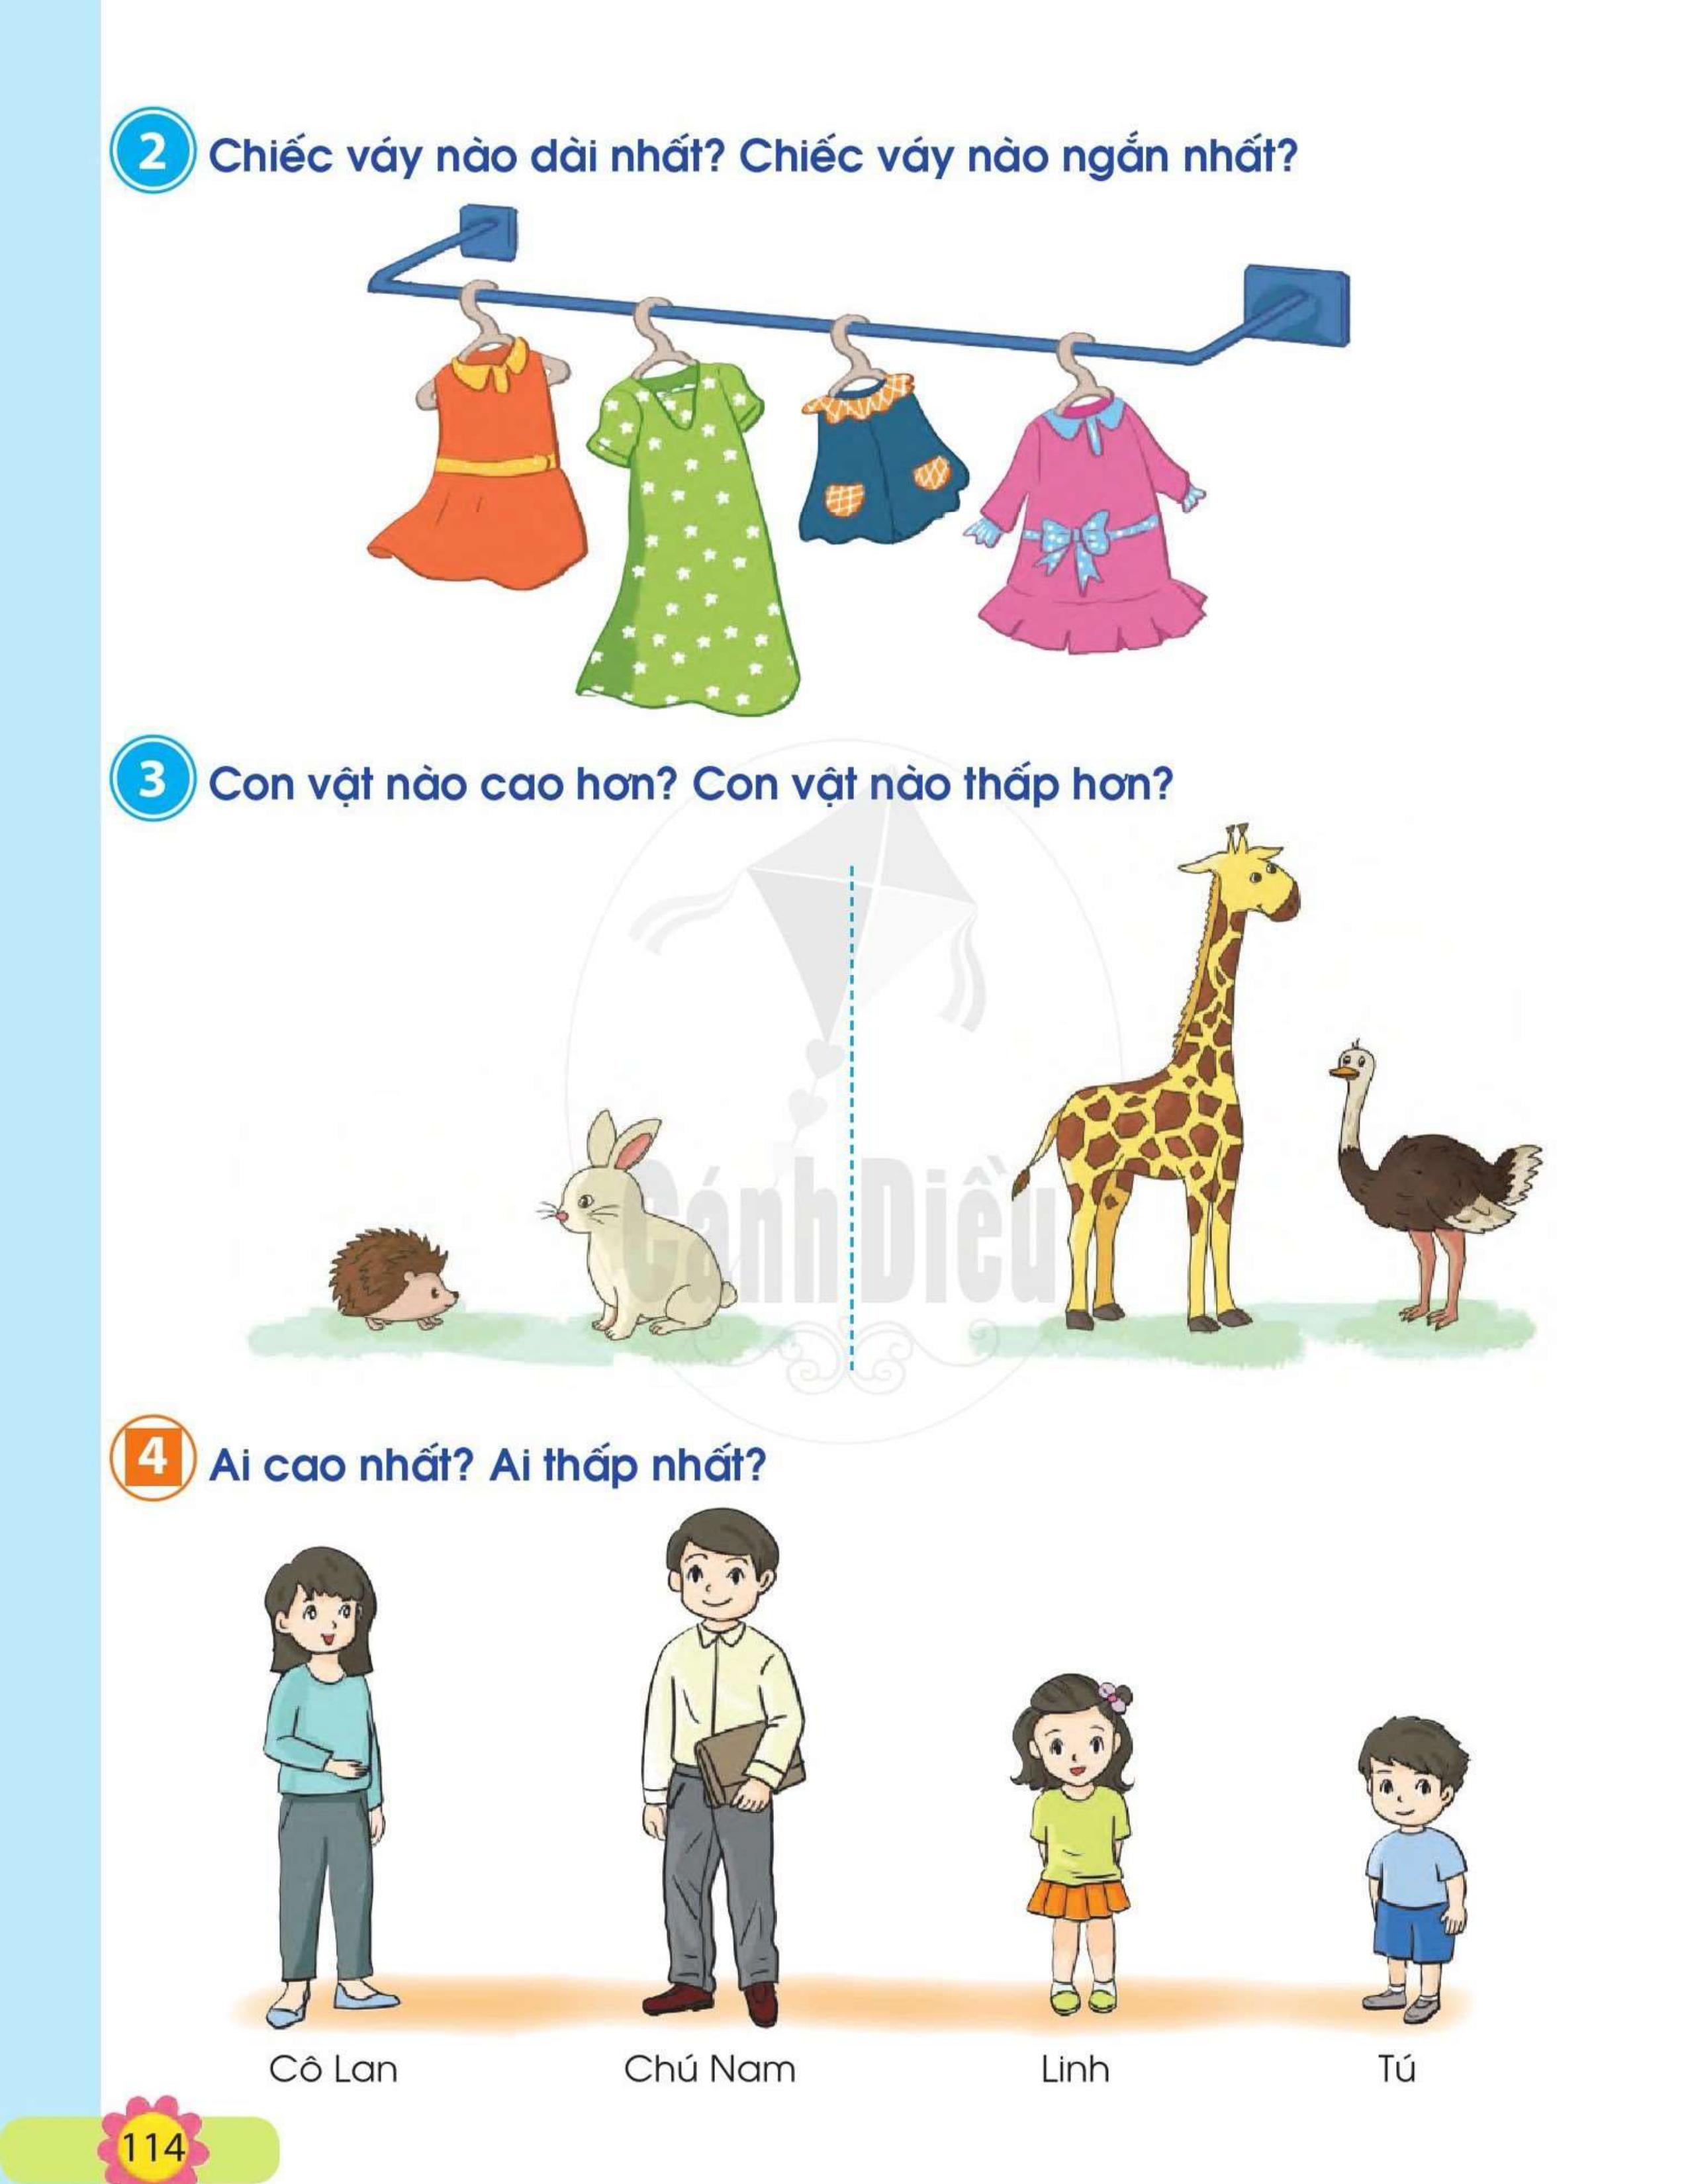 2 Chiếc váy nào dài nhất? Chiếc váy nào ngắn nhất?
3 Con vật nào cao hơn? Con vật nào thấp hơn?
Cánh Diều
4 Ai cao nhất? Ai thấp nhất?
Cô Lan Chú Nam Linh Tú
114